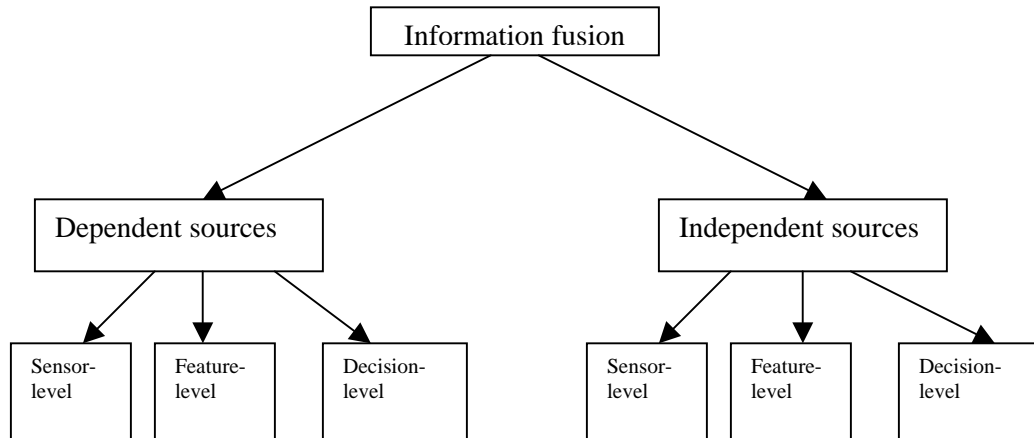 Information fusion
Dependent sources
Independent sources
Sensor-
level
Feature-
level
Decision-
level
Sensor-
level
Feature-
level
Decision-
level